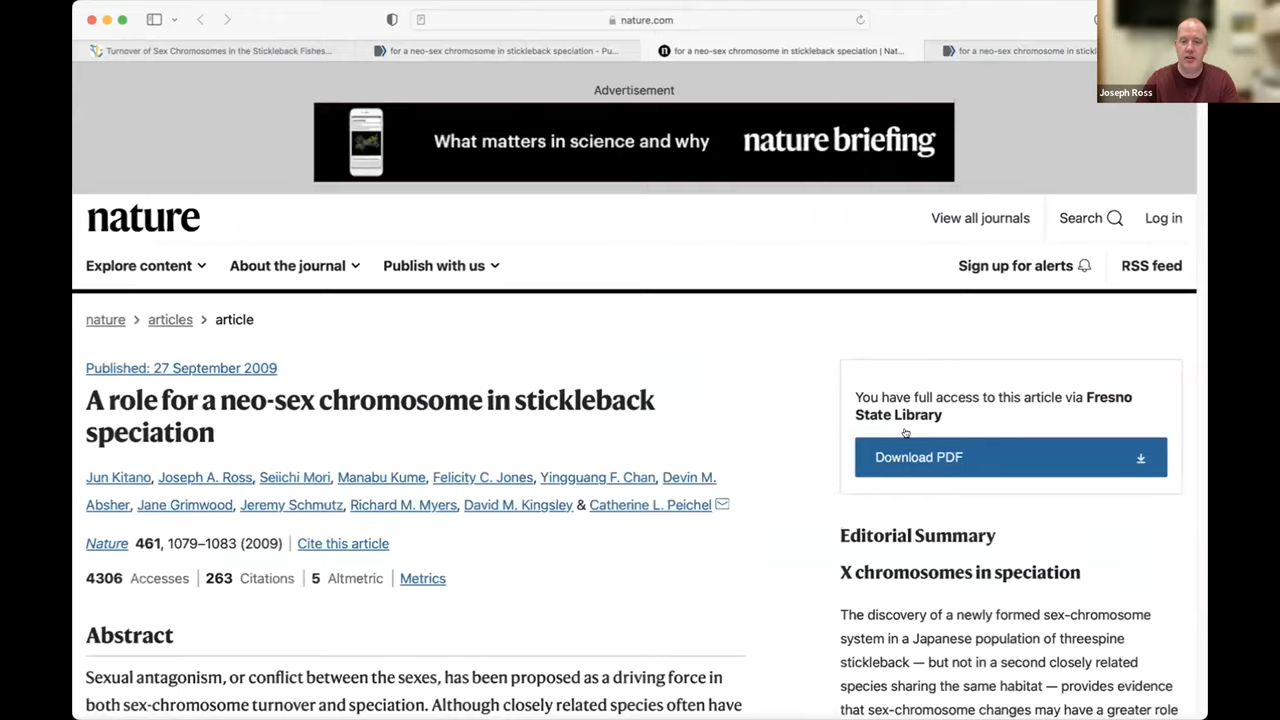 nature.com
Turnover of Sex Chromosomes in the Stickleback Fishes...
for a neo-sex chromosome in stickleback speciation - Pu...
for a neo-sex chromosome in stickleback speciation | Nat...
for a neo-sex chromosome in stickl
Joseph Ross
Advertisement
What matters in science and why
nature briefing
nature
View all journals
Search
Log in
Explore content
About the journal
Publish with us
Sign up for alerts
RSS feed
nature > articles > article
Published: 27 September 2009
A role for a neo-sex chromosome in stickleback
speciation
Jun Kitano, Joseph A. Ross, Seiichi Mori, Manabu Kume, Felicity C. Jones, Yingguang F. Chan, Devin M.
Absher, Jane Grimwood, Jeremy Schmutz, Richard M. Myers, David M. Kingsley & Catherine L. Peichel
Nature 461, 1079–1083 (2009) | Cite this article
4306 Accesses | 263 Citations | 5 Altmetric | Metrics
Abstract
Sexual antagonism, or conflict between the sexes, has been proposed as a driving force in
both sex-chromosome turnover and speciation. Although closely related species often have
You have full access to this article via Fresno
State Library
Download PDF
Editorial Summary
X chromosomes in speciation
The discovery of a newly formed sex-chromosome
system in a Japanese population of threespine
stickleback — but not in a second closely related
species sharing the same habitat — provides evidence
that sex-chromosome changes may have a greater role